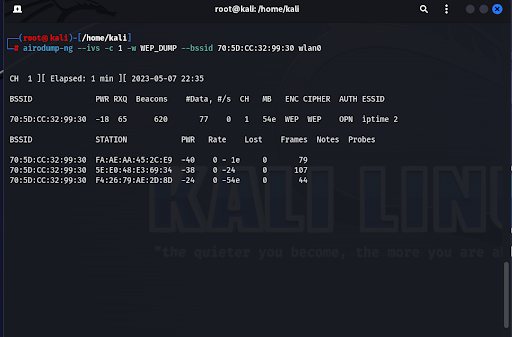 root@kali: /home/kali
(root㉿kali)-[/home/kali]
# airodump-ng --ivs -c 1 -w WEP_DUMP --bssid 70:5D:CC:32:99:30 wlan0
CH 1 ][ Elapsed: 1 min ][ 2023-05-07 22:35
BSSID PWR RXQ Beacons #Data, #/s CH MB ENC CIPHER AUTH ESSID
70:5D:CC:32:99:30 -18 65 620 77 0 1 54e WEP WEP OPN iptime 2
BSSID STATION PWR Rate Lost Frames Notes Probes
70:5D:CC:32:99:30 FA:AE:AA:45:2C:E9 -40 0 - 1e 0 79
70:5D:CC:32:99:30 5E:E0:48:E3:69:34 -38 0 -24 0 107
70:5D:CC:32:99:30 F4:26:79:AE:2D:8D -24 0 -54e 0 44
KALI LINU
"the quieter you become, the more you are a